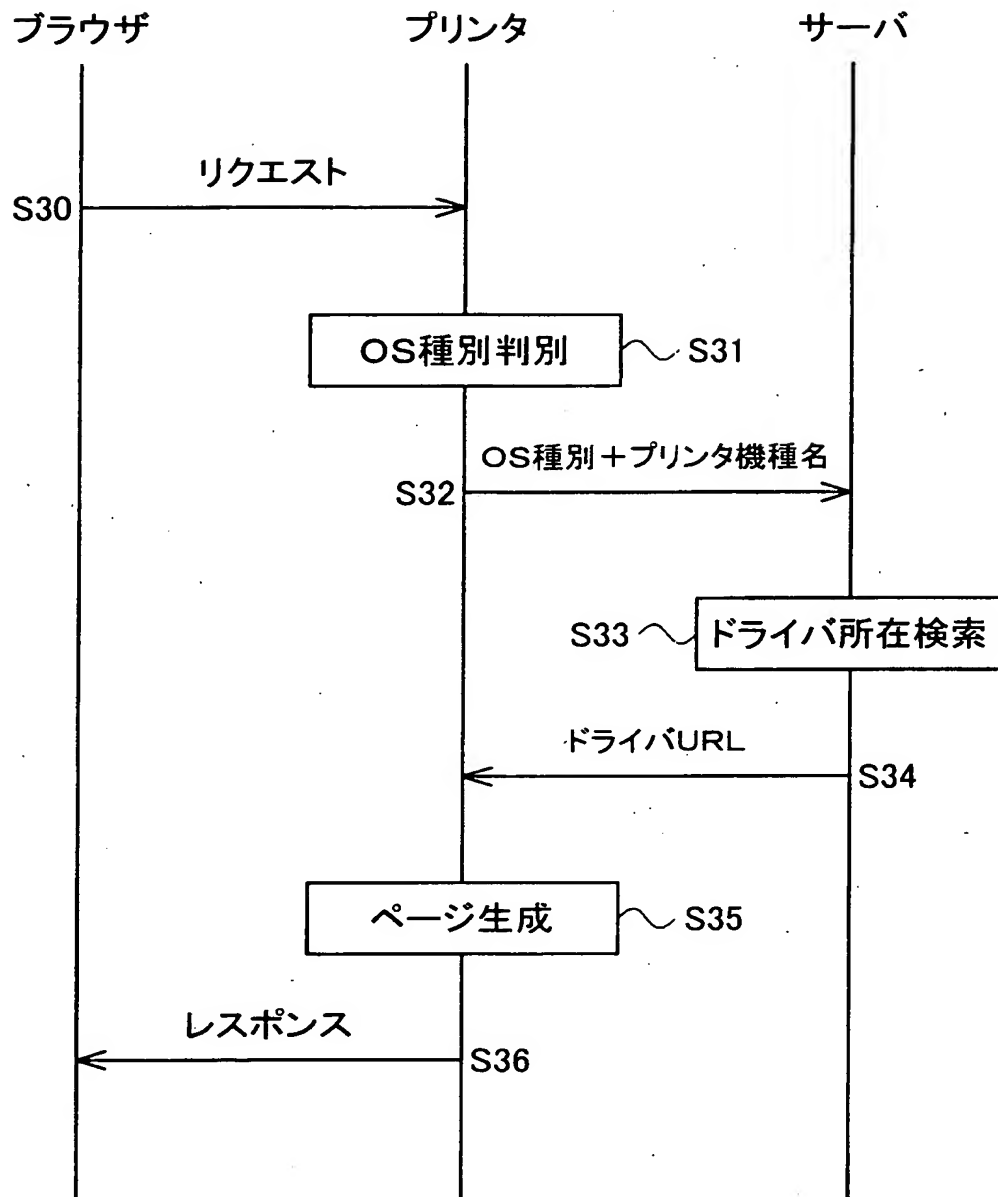 ブラウザ
プリンタ
サーバ
リクエスト
S30
OS種別判別
S31
OS種別+プリンタ機種名
S32
S33
ドライバ所在検索
ドライバURL
S34
ページ生成
S35
レスポンス
S36